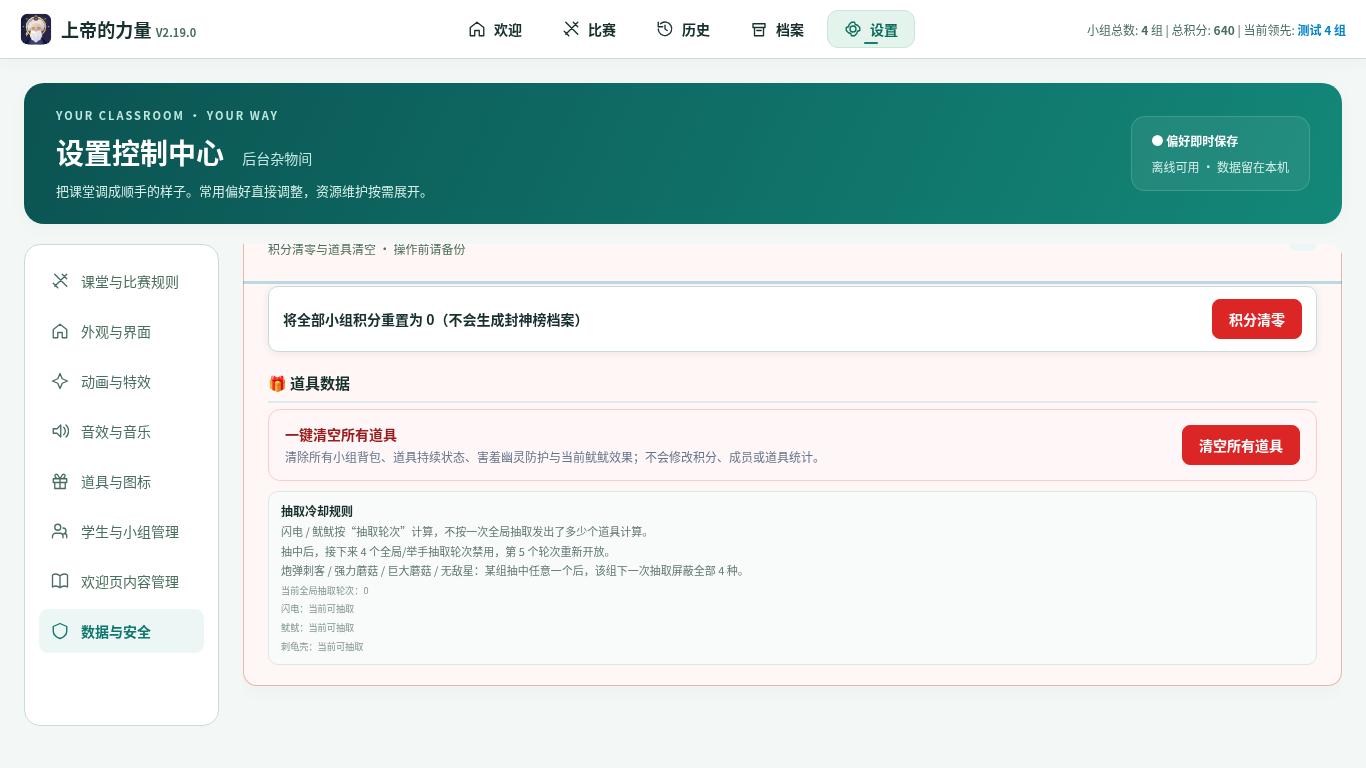 上帝的力量 V2.19.0
欢迎
比赛
历史
档案
设置
小组总数: 4 组 | 总积分: 640 | 当前领先: 测试 4 组
YOUR CLASSROOM • YOUR WAY
设置控制中心 后台杂物间
把课堂调成顺手的样子。常用偏好直接调整，资源维护按需展开。
偏好即时保存
离线可用 • 数据留在本机
课堂与比赛规则
外观与界面
动画与特效
音效与音乐
道具与图标
学生与小组管理
欢迎页内容管理
数据与安全
积分清零与道具清空 • 操作前请备份
将全部小组积分重置为 0（不会生成封神榜档案）
积分清零
🎁 道具数据
一键清空所有道具
清除所有小组背包、道具持续状态、害羞幽灵防护与当前鱿鱿效果；不会修改积分、成员或道具统计。
清空所有道具
抽取冷却规则
闪电 / 鱿鱿按“抽取轮次”计算，不按一次全局抽取发出了多少个道具计算。
抽中后，接下来 4 个全局/举手抽取轮次禁用，第 5 个轮次重新开放。
炮弹刺客 / 强力蘑菇 / 巨大蘑菇 / 无敌星：某组抽中任意一个后，该组下一次抽取屏蔽全部 4 种。
当前全局抽取轮次：0
闪电：当前可抽取
鱿鱿：当前可抽取
刺龟壳：当前可抽取